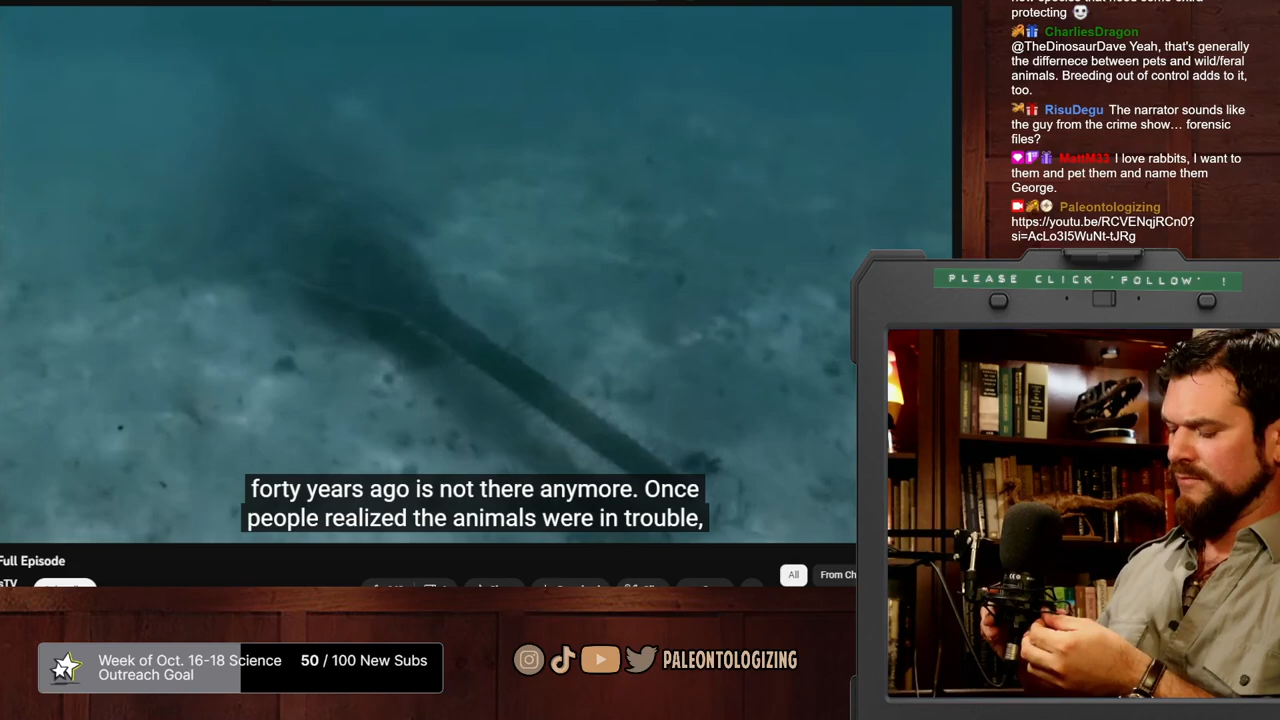 protecting
CharliesDragon
@TheDinosaurDave Yeah, that's generally
the differnece between pets and wild/feral
animals. Breeding out of control adds to it,
too.
RisuDegu The narrator sounds like
the guy from the crime show... forensic
files?
MattM33 I love rabbits, I want to
them and pet them and name them
George.
Paleontologizing
https://youtu.be/RCVENqjRCn0?
si=AcLo3I5WuNt-tJRg
PLEASE CLICK 'FOLLOW' !
forty years ago is not there anymore. Once
people realized the animals were in trouble,
Full Episode
All
From Ch
Week of Oct. 16-18 Science
Outreach Goal
50 / 100 New Subs
PALEONTOLOGIZING